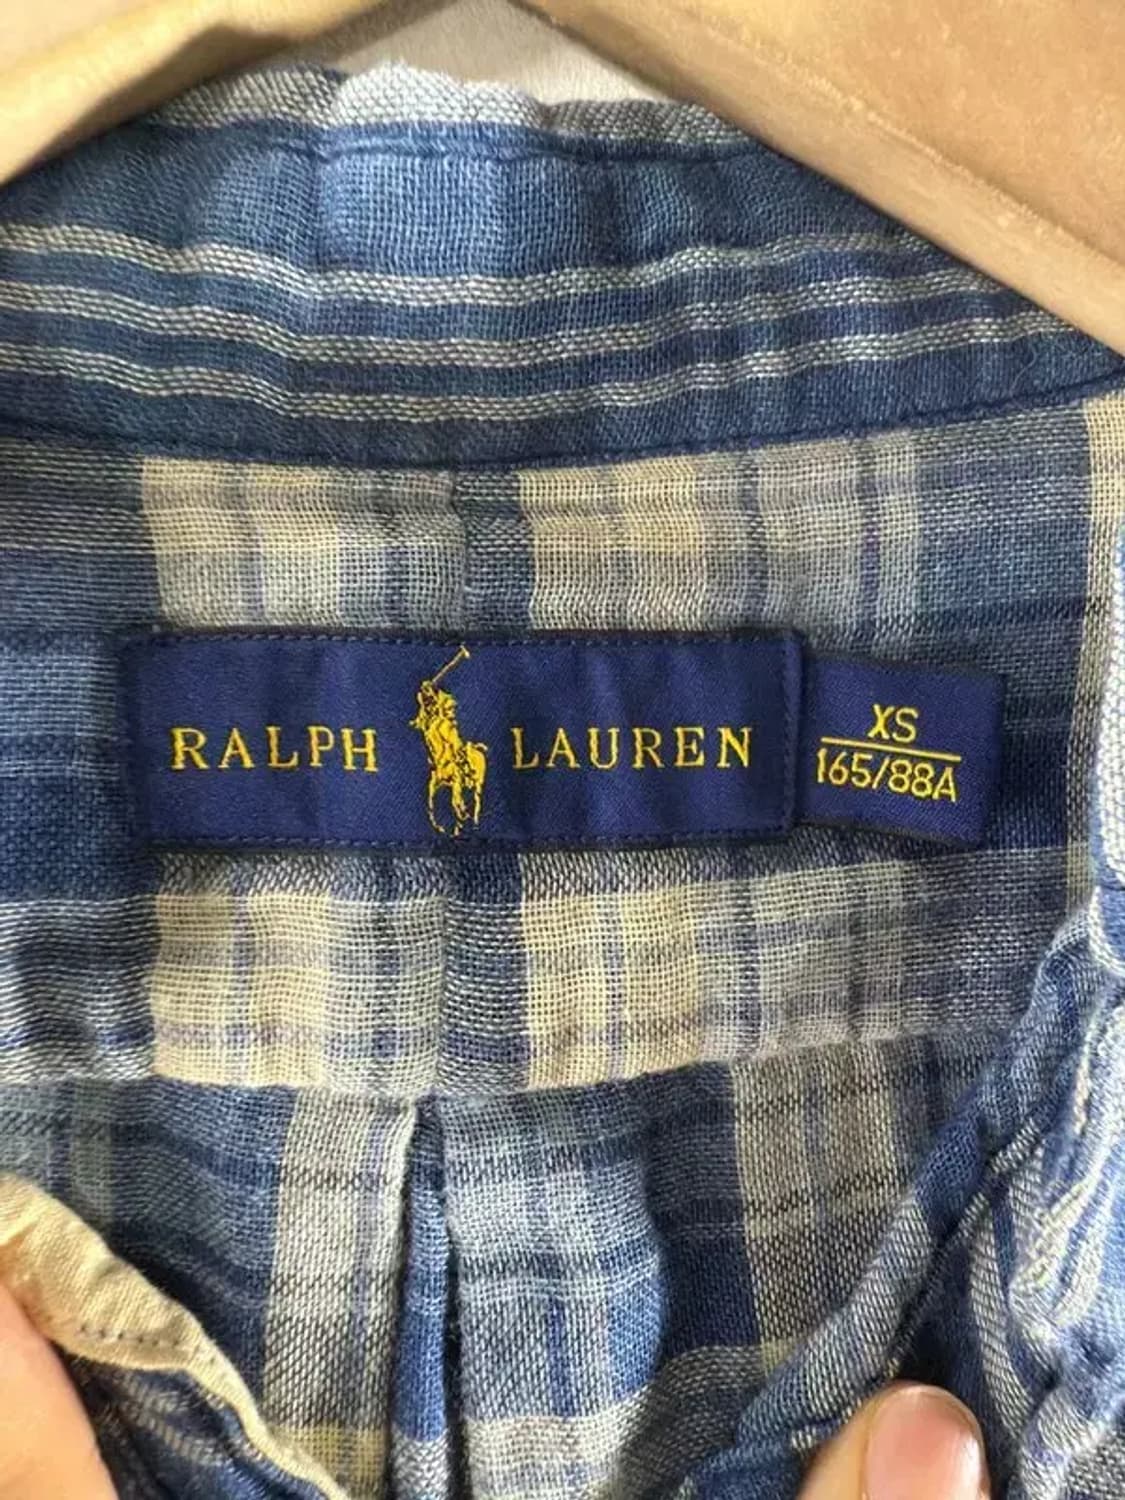 RALPH LAUREN
XS
165/88A